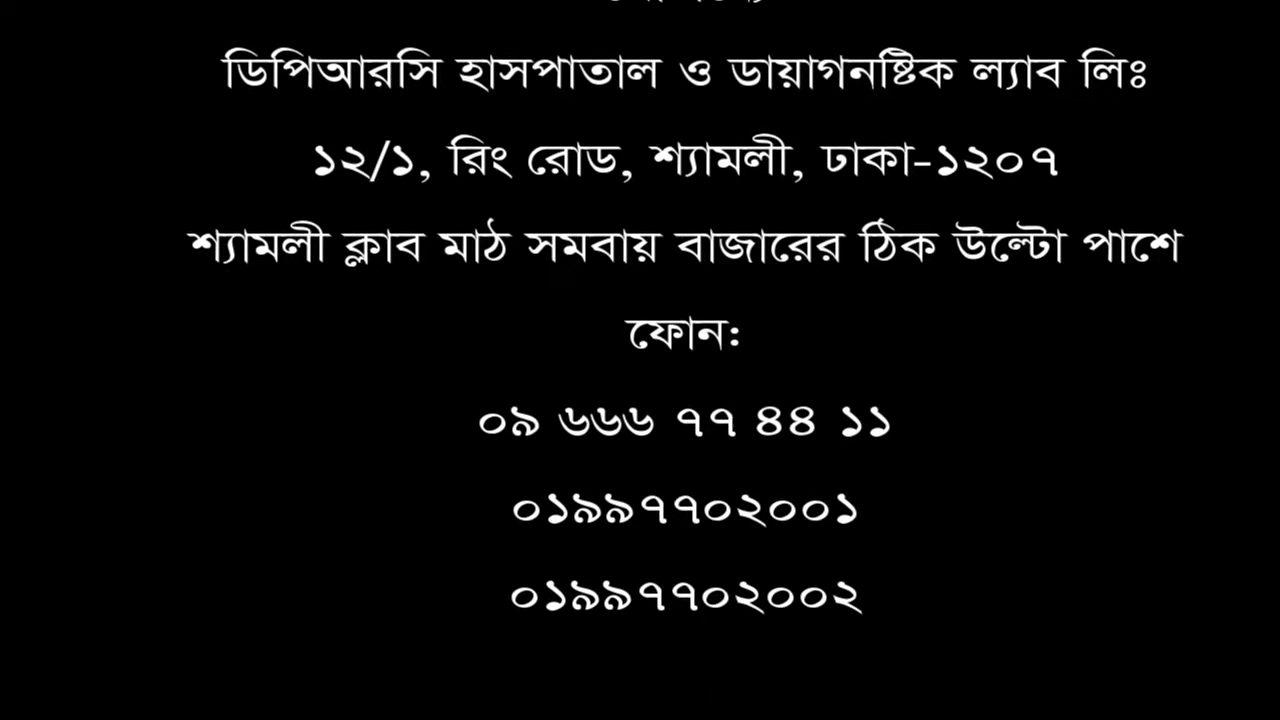 ডিপিআরসি হাসপাতাল ও ডায়াগনষ্টিক ল্যাব লিঃ
১২/১, রিং রোড, শ্যামলী, ঢাকা-১২০৭
শ্যামলী ক্লাব মাঠ সমবায় বাজারের ঠিক উল্টো পাশে
ফোন:
০৯ ৬৬৬ ৭৭ ৪৪ ১১
০১৯৯৭৭০২০০১
০১৯৯৭৭০২০০২